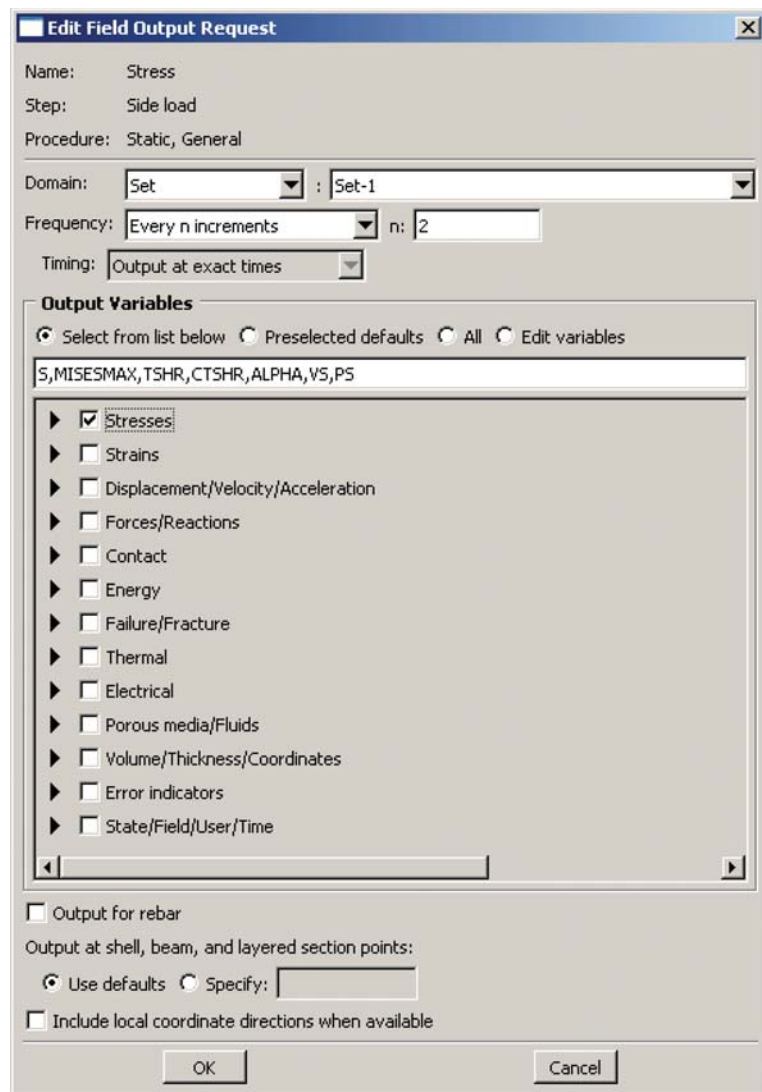 Edit Field Output Request
Name: Stress
Step: Side load
Procedure: Static, General
Domain: Set : Set-1
Frequency: Every n increments n: 2
Timing: Output at exact times
Output Variables
Select from list below Preselected defaults All Edit variables
S,MISESMAX,TSHR,CTSHR,ALPHA,VS,PS
Stresses
Strains
Displacement/Velocity/Acceleration
Forces/Reactions
Contact
Energy
Failure/Fracture
Thermal
Electrical
Porous media/Fluids
Volume/Thickness/Coordinates
Error indicators
State/Field/User/Time
Output for rebar
Output at shell, beam, and layered section points:
Use defaults Specify:
Include local coordinate directions when available
OK Cancel